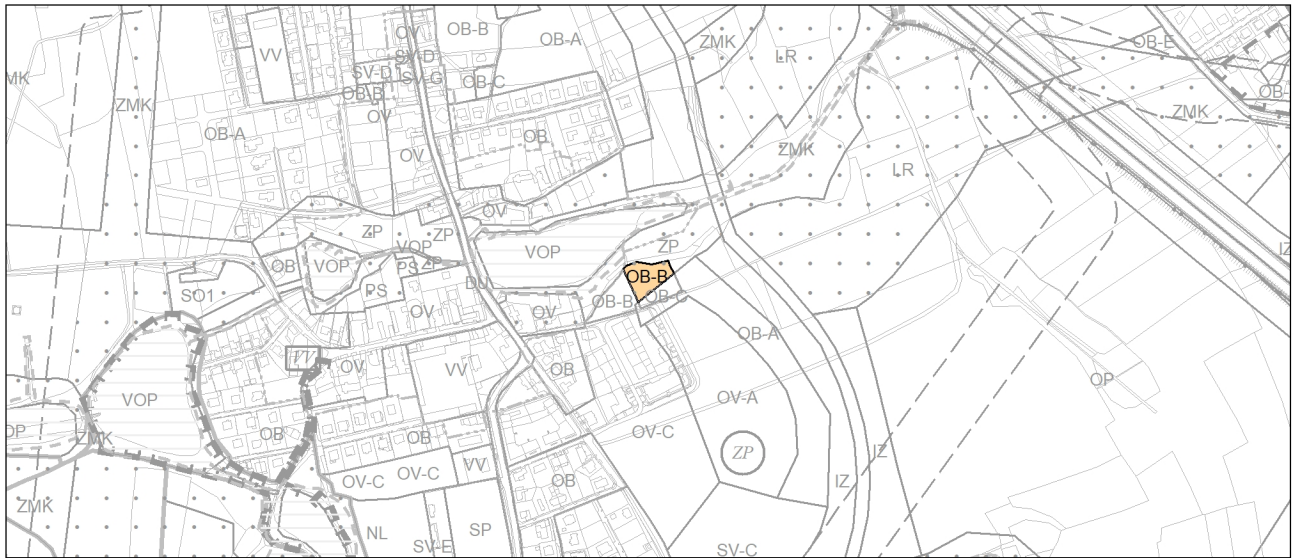 OV
OB-B
OB-A
ZMK
LR
OB-E
VV
SV-D
SV-G
OB-C
OB-B
OV
ZMK
OB-A
OV
OB
ZMK
ZMK
LR
OV
ZP
VOP
ZP
ZP
PS
VOP
ZP
OB
VOP
PS
SO1
DU
OB-B
OB-B
OB-C
OV
OV
OB-A
VV
OV
VV
OB
OP
VOP
OV-A
OB
OB
OV-C
ZMK
OV-C
VV
ZP
IZ
IZ
OB
IZ
ZMK
NL
SV-E
SP
SV-C